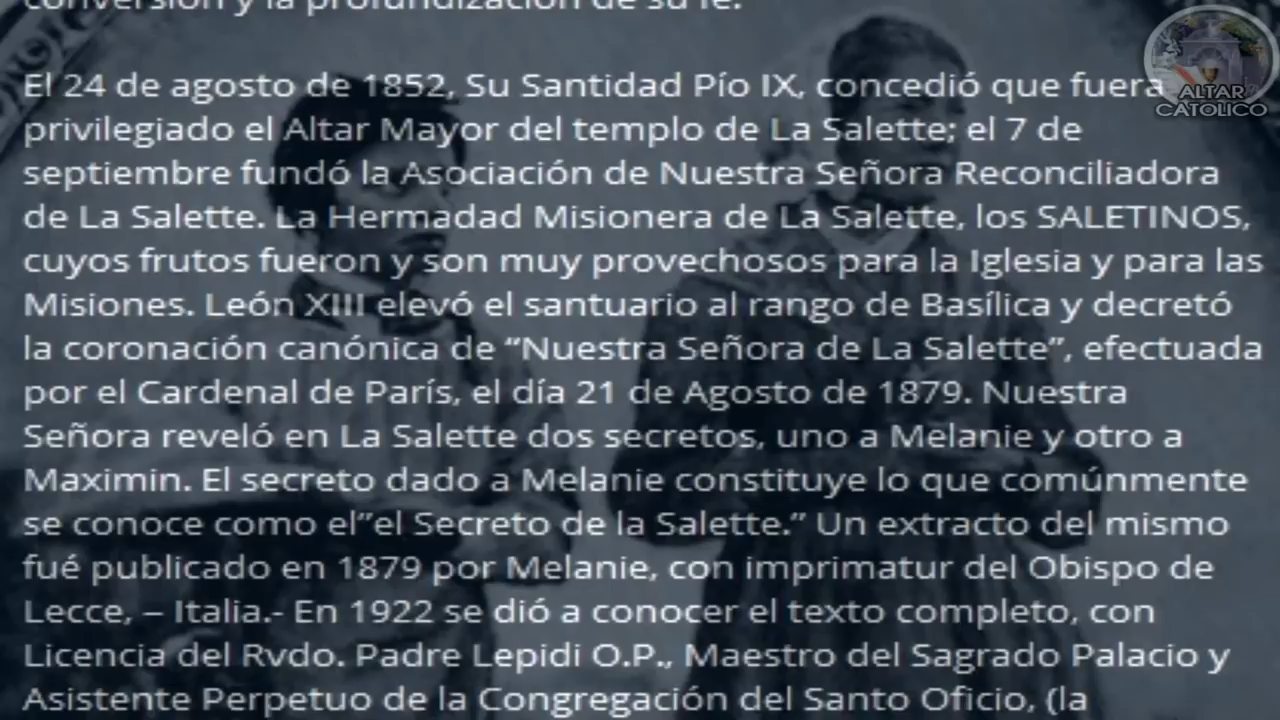 conversión y la profundización de su fe.
El 24 de agosto de 1852, Su Santidad Pío IX, concedió que fuera
privilegiado el Altar Mayor del templo de La Salette; el 7 de
septiembre fundó la Asociación de Nuestra Señora Reconciliadora
de La Salette. La Hermadad Misionera de La Salette, los SALETINOS,
cuyos frutos fueron y son muy provechosos para la Iglesia y para las
Misiones. León XIII elevó el santuario al rango de Basílica y decretó
la coronación canónica de “Nuestra Señora de La Salette”, efectuada
por el Cardenal de París, el día 21 de Agosto de 1879. Nuestra
Señora reveló en La Salette dos secretos, uno a Melanie y otro a
Maximin. El secreto dado a Melanie constituye lo que comúnmente
se conoce como el”el Secreto de la Salette.” Un extracto del mismo
fué publicado en 1879 por Melanie, con imprimatur del Obispo de
Lecce, – Italia.- En 1922 se dió a conocer el texto completo, con
Licencia del Rvdo. Padre Lepidi O.P., Maestro del Sagrado Palacio y
Asistente Perpetuo de la Congregación del Santo Oficio, (la
ALTAR
CATOLICO